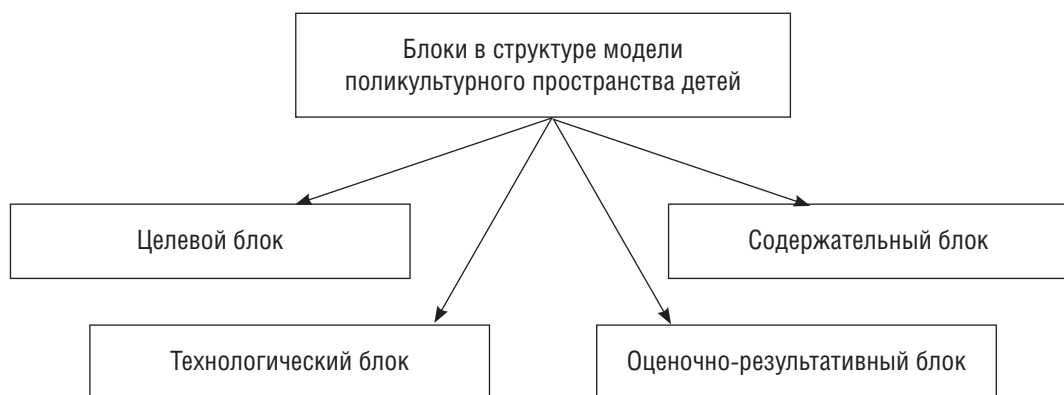 Блоки в структуре модели
поликультурного пространства детей
Целевой блок
Содержательный блок
Технологический блок
Оценочно-результативный блок